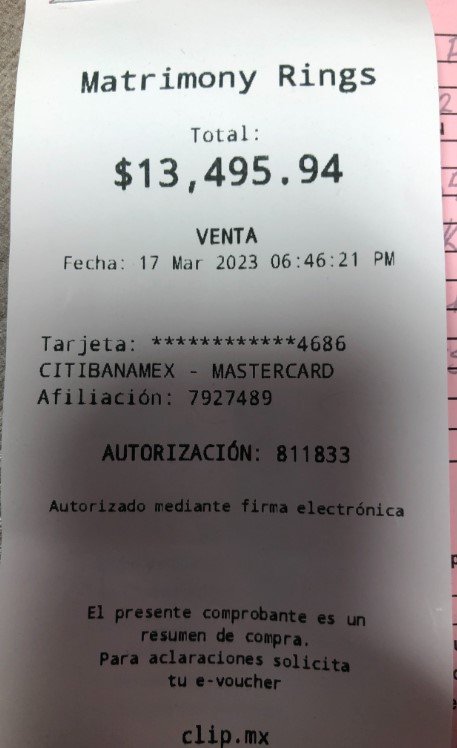 Matrimony Rings
Total:
$13,495.94
VENTA
Fecha: 17 Mar 2023 06:46:21 PM
Tarjeta: ************4686
CITIBANAMEX - MASTERCARD
Afiliación: 7927489
AUTORIZACIÓN: 811833
Autorizado mediante firma electrónica
El presente comprobante es un
resumen de compra.
Para aclaraciones solicita
tu e-voucher
clip.mx